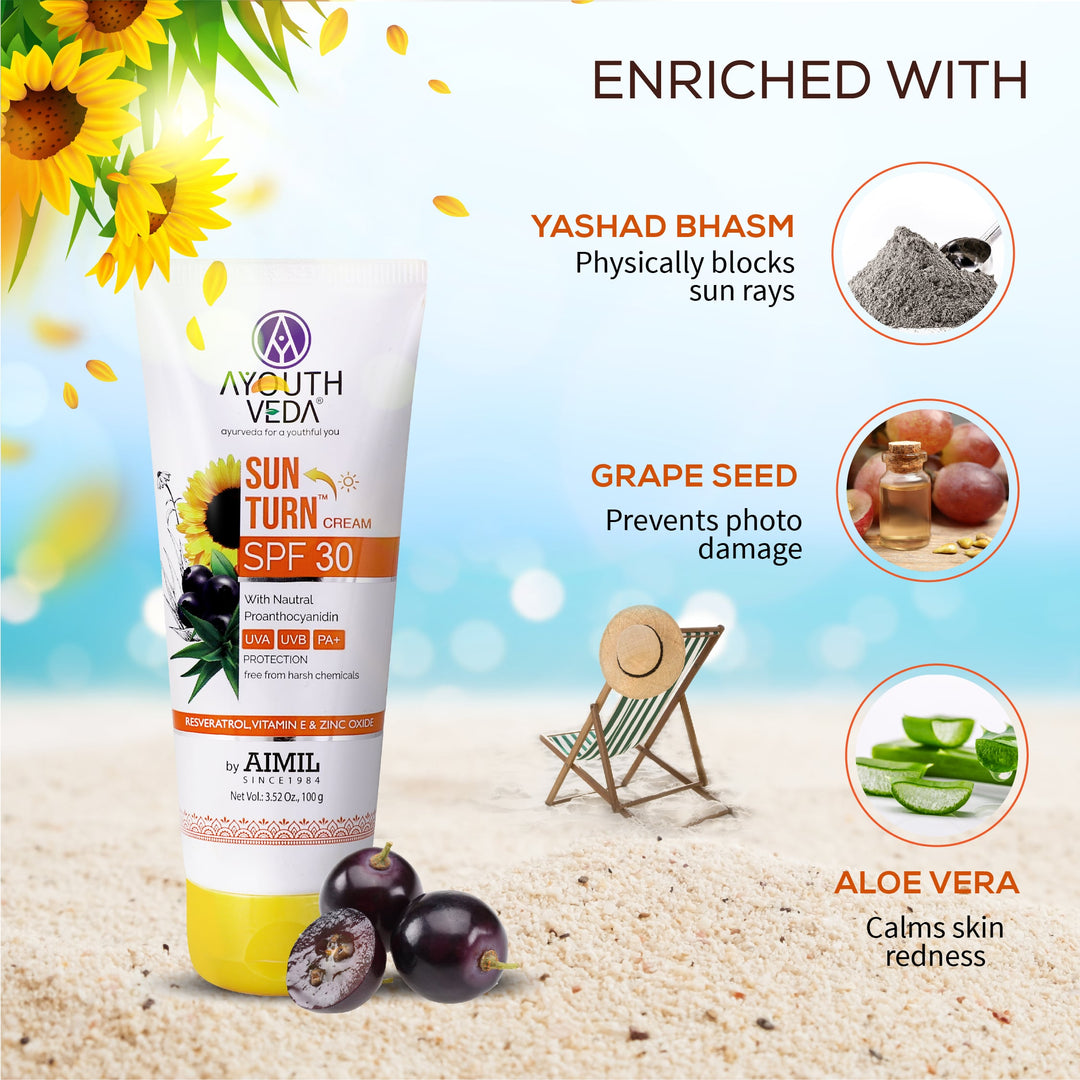 ENRICHED WITH
YASHAD BHASM
Physically blocks
sun rays
GRAPE SEED
Prevents photo
damage
ALOE VERA
Calms skin
redness
AYOUTH
VEDA®
ayurveda for a youthful you
SUN
TURN™ CREAM
SPF 30
With Nautral
Proanthocyanidin
UVA UVB PA+
PROTECTION
free from harsh chemicals
RESVERATROL,VITAMIN E & ZINC OXIDE
by AIMIL
SINCE1984
Net Vol.: 3.52 Oz., 100 g